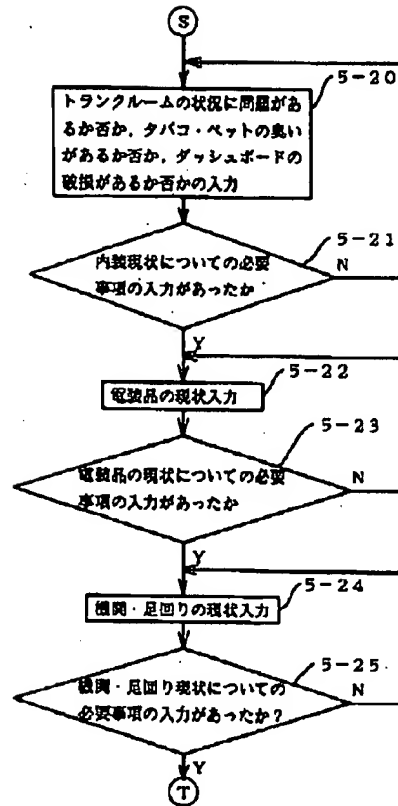 S
5-20
トランクルームの状況に問題があ
るか否か，タバコ・ペットの臭い
があるか否か，ダッシュボードの
破損があるか否かの入力
5-21
内装現状についての必要
事項の入力があったか
N
Y
5-22
電装品の現状入力
5-23
電装品の現状についての必要
事項の入力があったか
N
Y
5-24
機関・足回りの現状入力
5-25
機関・足回り現状についての
必要事項の入力があったか？
N
Y
T